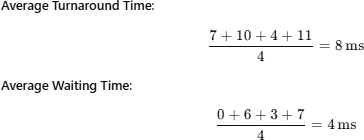 Average Turnaround Time:
7 + 10 + 4 + 11
――――――― = 8 ms
4
Average Waiting Time:
0 + 6 + 3 + 7
――――――― = 4 ms
4